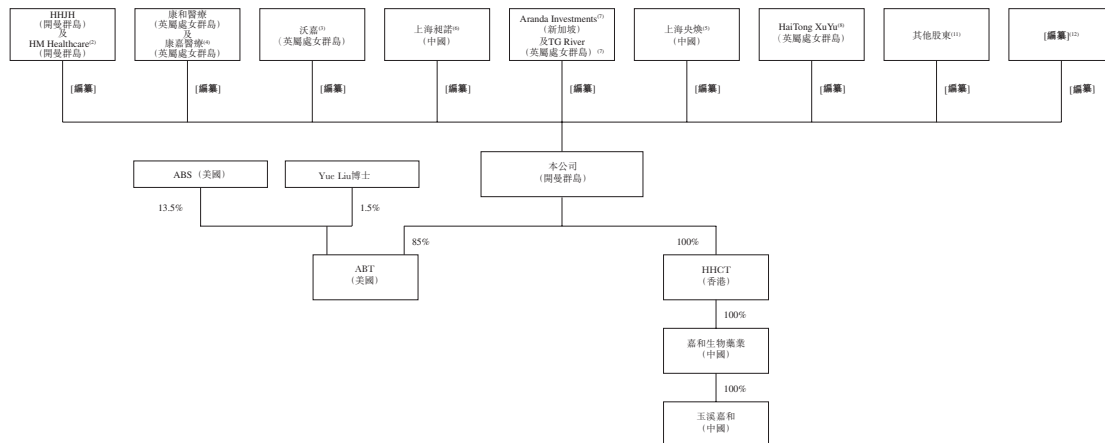 HHJH
（開曼群島）
及
HM Healthcare(2)
（開曼群島）
康和醫療
（英屬處女群島）
及
康嘉醫療(4)
（英屬處女群島）
沃嘉(3)
（英屬處女群島）
上海昶諾(6)
（中國）
Aranda Investments(7)
（新加坡）
及TG River
（英屬處女群島）(7)
上海央煥(5)
（中國）
HaiTong XuYu(8)
（英屬處女群島）
其他股東(11)
[編纂](12)
[編纂]
[編纂]
[編纂]
[編纂]
[編纂]
[編纂]
[編纂]
[編纂]
[編纂]
本公司
（開曼群島）
ABS（美國）
Yue Liu博士
13.5%
1.5%
85%
100%
ABT
（美國）
HHCT
（香港）
100%
嘉和生物藥業
（中國）
100%
玉溪嘉和
（中國）